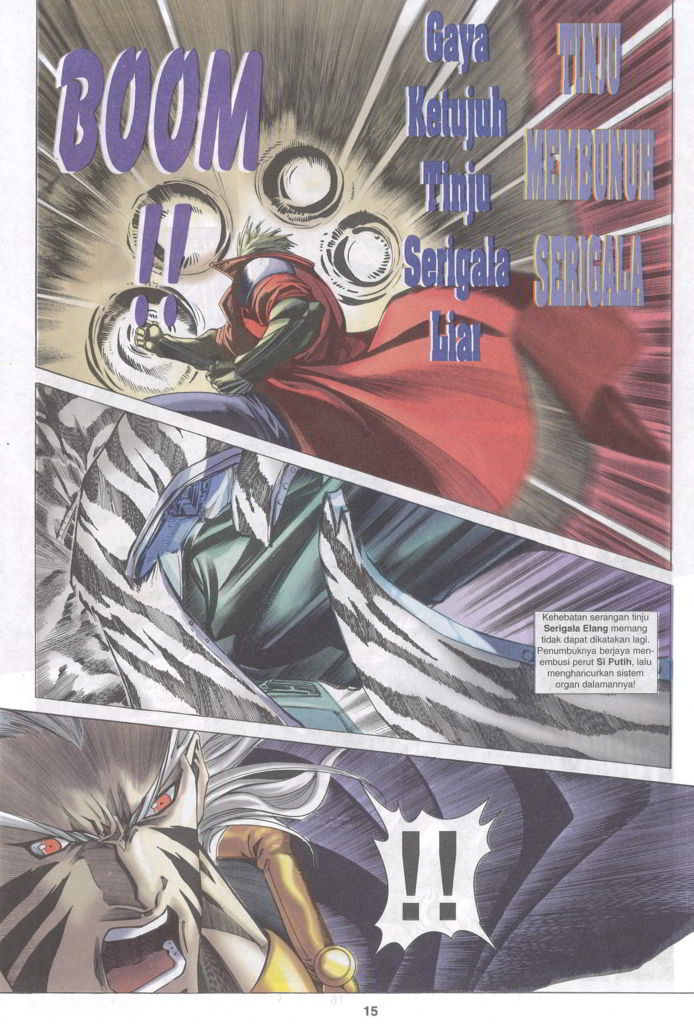 BOOM
!!
Gaya
Ketujuh
Tinju
Serigala
Liar
TINJU
MEMBUNUH
SERIGALA
Kehebatan serangan tinju
Serigala Elang memang
tidak dapat dikatakan lagi.
Penumbuknya berjaya men-
embusi perut Si Putih, lalu
menghancurkan sistem
organ dalamannya!
!!
15